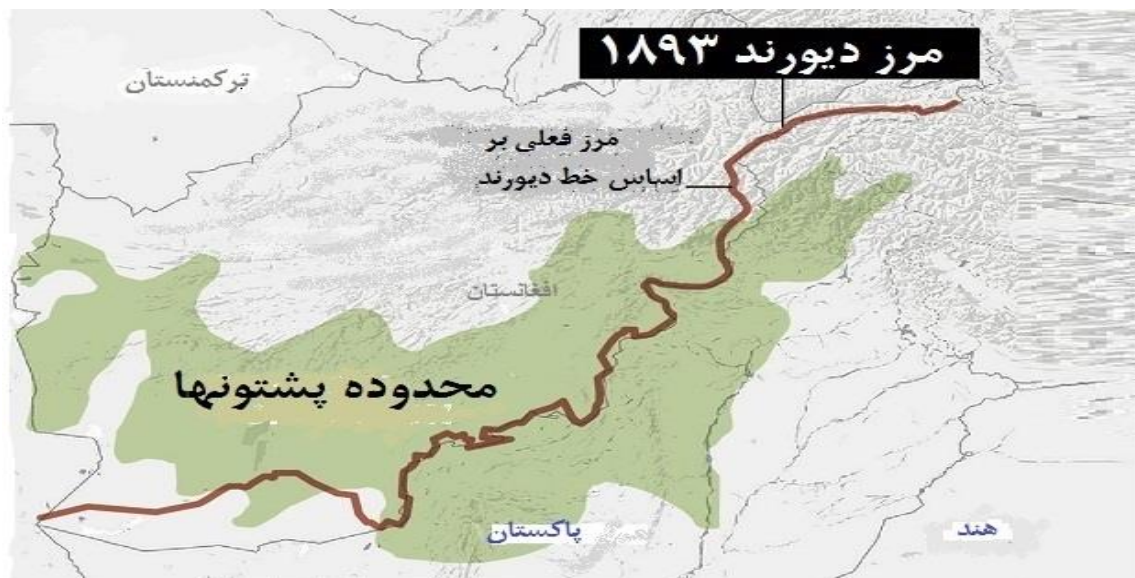 مرز دیورند ۱۸۹۳
ترکمنستان
مرز فعلی بر
اساس خط دیورند
افغانستان
محدوده پشتونها
پاکستان
هند